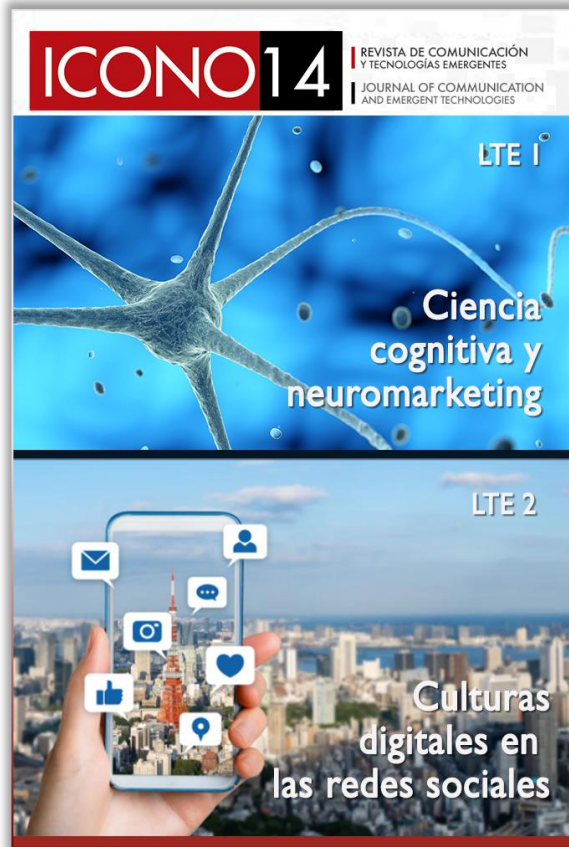 ICONO14
REVISTA DE COMUNICACIÓN
Y TECNOLOGÍAS EMERGENTES
JOURNAL OF COMMUNICATION
AND EMERGENT TECHNOLOGIES
LTE 1
Ciencia
cognitiva y
neuromarketing
LTE 2
Culturas
digitales en
las redes sociales